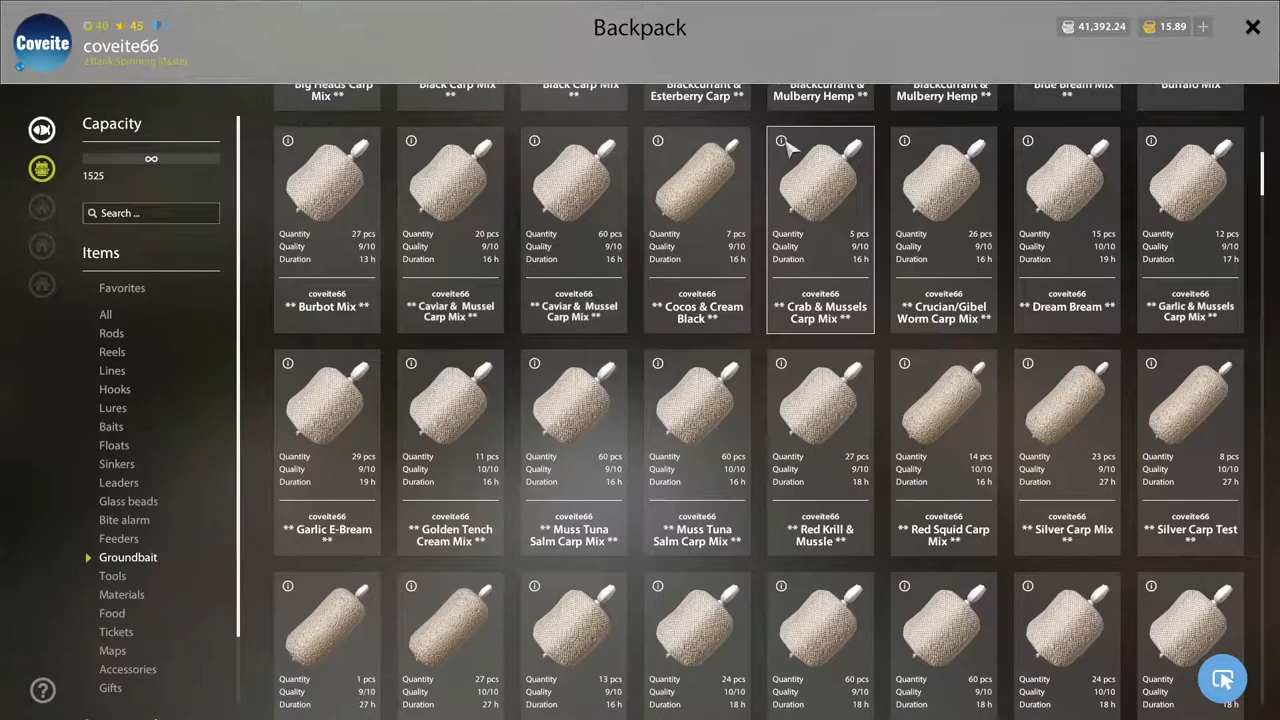 Coveite
40 45
coveite66
Bank Spinning Master
Backpack
41,392.24
15.89
Capacity
∞
1525
Search ...
Items
Favorites
All
Rods
Reels
Lines
Hooks
Lures
Baits
Floats
Sinkers
Leaders
Glass beads
Bite alarm
Feeders
Groundbait
Tools
Materials
Food
Tickets
Maps
Accessories
Gifts
Big Heads Carp
Mix **
Black Carp Mix
**
Black Carp Mix
**
Blackcurrant &
Esterberry Carp **
Blackcurrant &
Mulberry Hemp **
Blackcurrant &
Mulberry Hemp **
Blue Bream Mix
**
Buffalo Mix
**
Quantity 27 pcs
Quality 9/10
Duration 13 h
coveite66
** Burbot Mix **
Quantity 20 pcs
Quality 9/10
Duration 16 h
coveite66
** Caviar & Mussel
Carp Mix **
Quantity 60 pcs
Quality 9/10
Duration 16 h
coveite66
** Caviar & Mussel
Carp Mix **
Quantity 7 pcs
Quality 9/10
Duration 16 h
coveite66
** Cocos & Cream
Black **
Quantity 5 pcs
Quality 9/10
Duration 16 h
coveite66
** Crab & Mussels
Carp Mix **
Quantity 26 pcs
Quality 9/10
Duration 16 h
coveite66
** Crucian/Gibel
Worm Carp Mix **
Quantity 15 pcs
Quality 10/10
Duration 19 h
coveite66
** Dream Bream **
Quantity 12 pcs
Quality 9/10
Duration 17 h
coveite66
** Garlic & Mussels
Carp Mix **
Quantity 29 pcs
Quality 9/10
Duration 19 h
coveite66
** Garlic E-Bream
**
Quantity 11 pcs
Quality 10/10
Duration 16 h
coveite66
** Golden Tench
Cream Mix **
Quantity 60 pcs
Quality 9/10
Duration 16 h
coveite66
** Muss Tuna
Salm Carp Mix **
Quantity 60 pcs
Quality 10/10
Duration 16 h
coveite66
** Muss Tuna
Salm Carp Mix **
Quantity 27 pcs
Quality 9/10
Duration 18 h
coveite66
** Red Krill &
Mussle **
Quantity 14 pcs
Quality 10/10
Duration 16 h
coveite66
** Red Squid Carp
Mix **
Quantity 23 pcs
Quality 9/10
Duration 27 h
coveite66
** Silver Carp Mix
**
Quantity 8 pcs
Quality 10/10
Duration 27 h
coveite66
** Silver Carp Test
**
Quantity 1 pcs
Quality 9/10
Duration 27 h
Quantity 27 pcs
Quality 10/10
Duration 27 h
Quantity 13 pcs
Quality 9/10
Duration 16 h
Quantity 24 pcs
Quality 10/10
Duration 18 h
Quantity 60 pcs
Quality 9/10
Duration 18 h
Quantity 60 pcs
Quality 9/10
Duration 18 h
Quantity 24 pcs
Quality 10/10
Duration 18 h
Quality
Duration 18 h